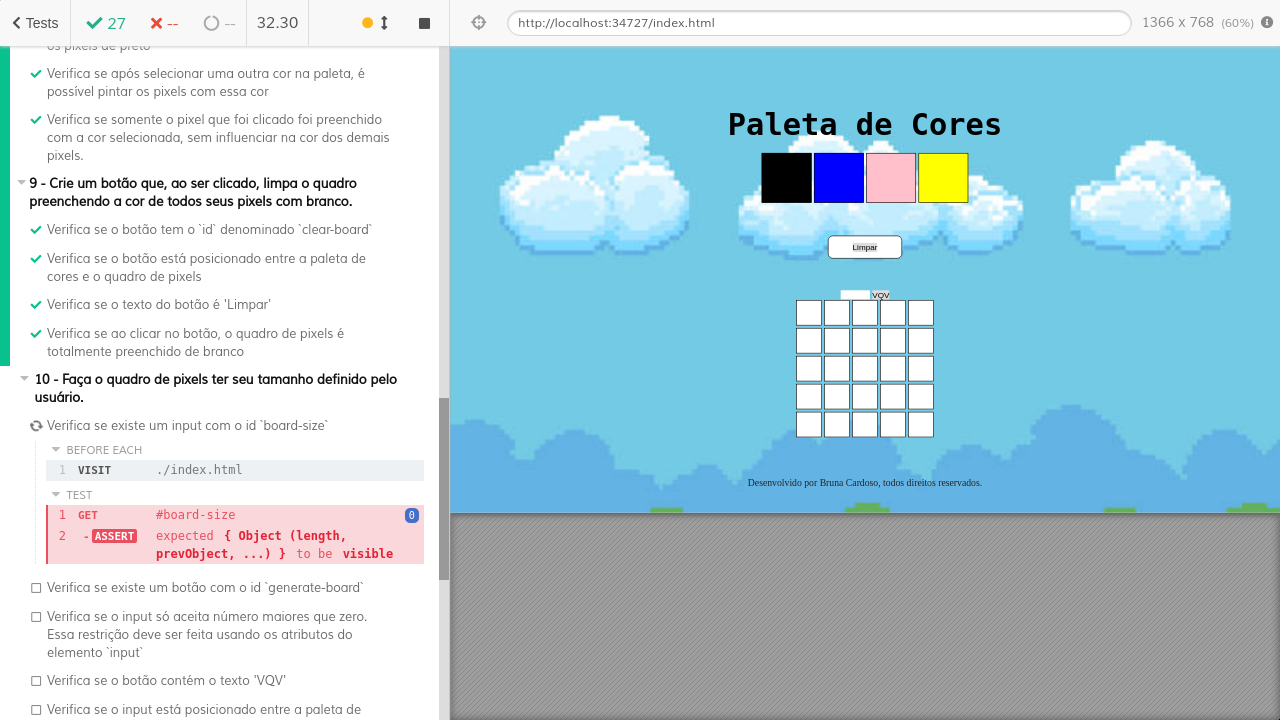 Tests 27 -- -- 32.30
http://localhost:34727/index.html 1366 x 768 (60%)
os pixels de preto
Verifica se após selecionar uma outra cor na paleta, é
possível pintar os pixels com essa cor
Verifica se somente o pixel que foi clicado foi preenchido
com a cor selecionada, sem influenciar na cor dos demais
pixels.
9 - Crie um botão que, ao ser clicado, limpa o quadro
preenchendo a cor de todos seus pixels com branco.
Verifica se o botão tem o `id` denominado `clear-board`
Verifica se o botão está posicionado entre a paleta de
cores e o quadro de pixels
Verifica se o texto do botão é 'Limpar'
Verifica se ao clicar no botão, o quadro de pixels é
totalmente preenchido de branco
10 - Faça o quadro de pixels ter seu tamanho definido pelo
usuário.
Verifica se existe um input com o id `board-size`
BEFORE EACH
1 VISIT ./index.html
TEST
1 GET #board-size 0
2 -ASSERT expected { Object (length,
prevObject, ...) } to be visible
Verifica se existe um botão com o id `generate-board`
Verifica se o input só aceita número maiores que zero.
Essa restrição deve ser feita usando os atributos do
elemento `input`
Verifica se o botão contém o texto 'VQV'
Verifica se o input está posicionado entre a paleta de
Paleta de Cores
Limpar
VQV
Desenvolvido por Bruna Cardoso, todos direitos reservados.